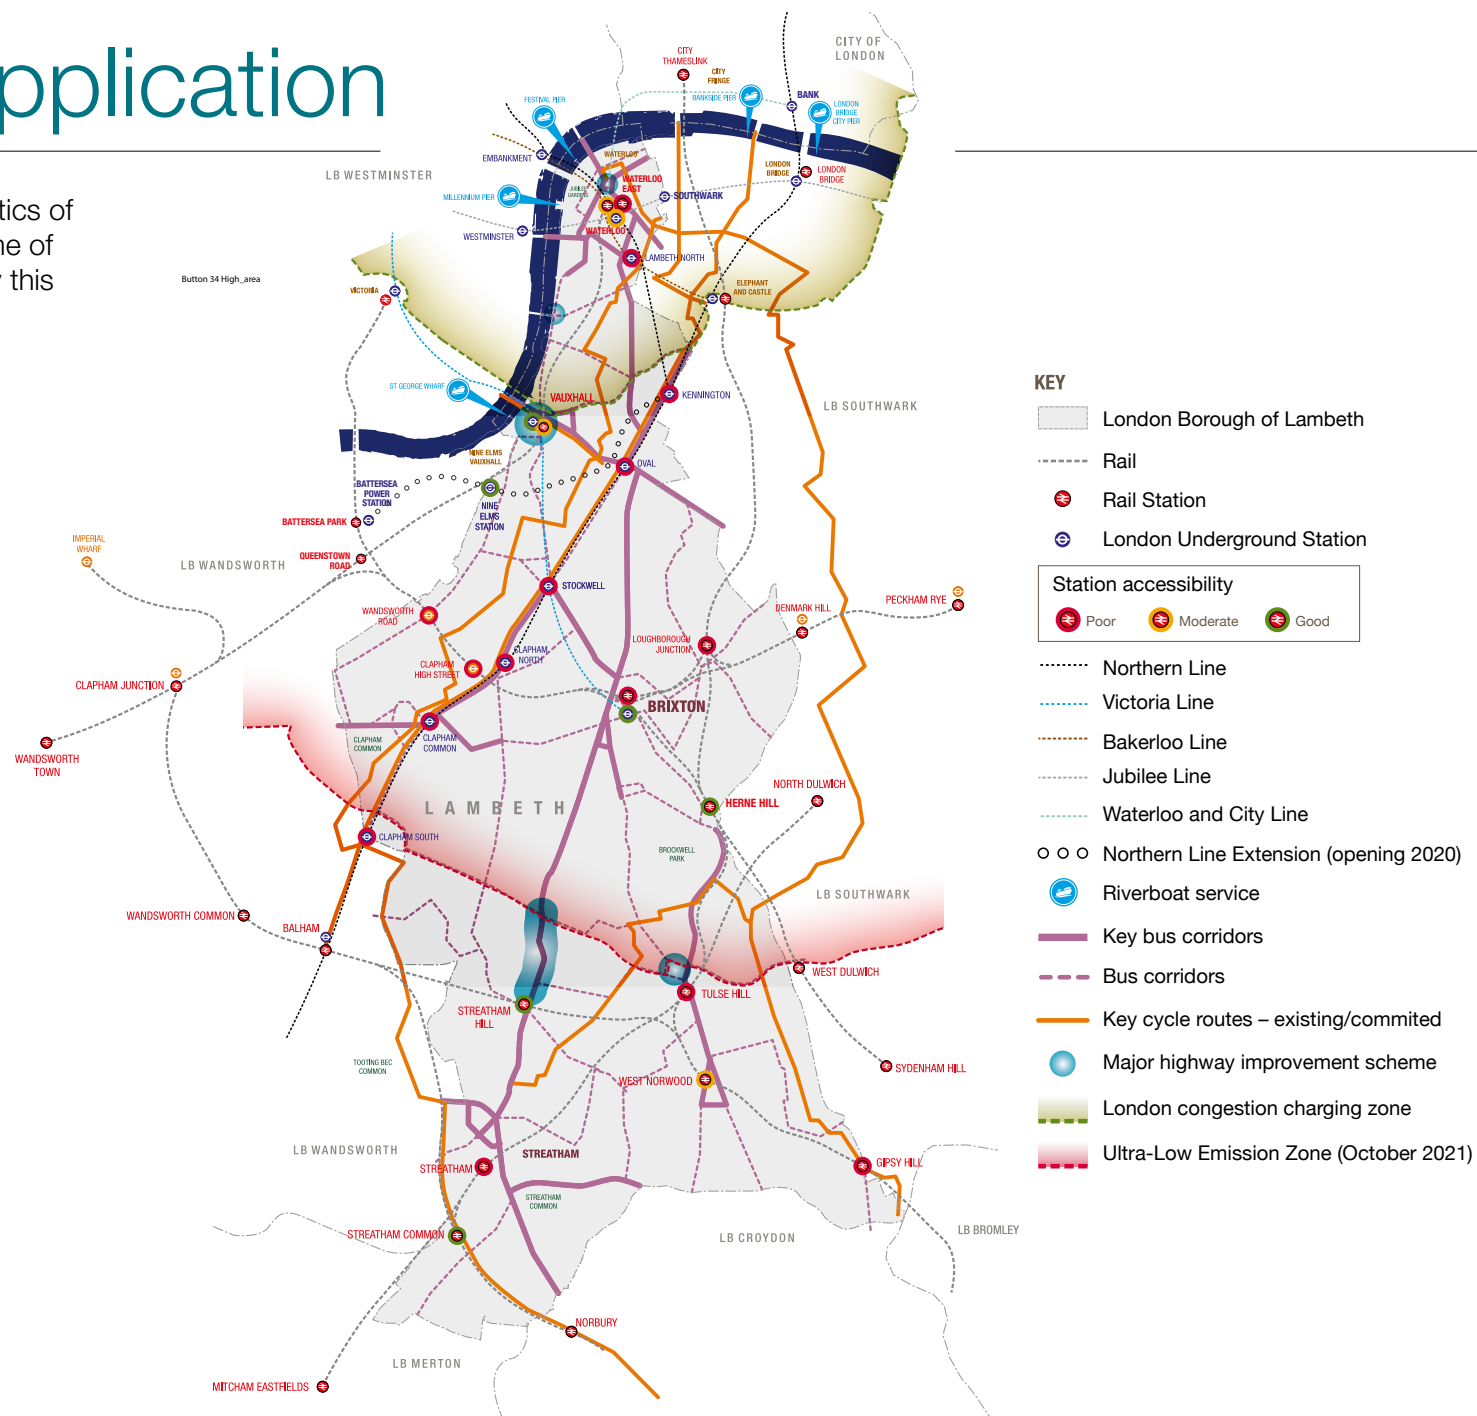 pplication
tics of
ne of
y this
Button 34 High_area
CITY OF
LONDON
CITY
THAMESLINK
CITY
FRINGE
BANKSIDE PIER
BANK
LONDON
BRIDGE
CITY PIER
FESTIVAL PIER
EMBANKMENT
WATERLOO
LB WESTMINSTER
WATERLOO
EAST
JUBILEE
GARDENS
LONDON
BRIDGE
LONDON
BRIDGE
MILLENNIUM PIER
SOUTHWARK
WESTMINSTER
WATERLOO
LAMBETH NORTH
VICTORIA
ELEPHANT
AND CASTLE
ST GEORGE WHARF
VAUXHALL
KENNINGTON
LB SOUTHWARK
NINE ELMS
VAUXHALL
OVAL
BATTERSEA
POWER
STATION
NINE
ELMS
STATION
BATTERSEA PARK
IMPERIAL
WHARF
LB WANDSWORTH
QUEENSTOWN
ROAD
STOCKWELL
WANDSWORTH
ROAD
DENMARK HILL
PECKHAM RYE
LOUGHBOROUGH
JUNCTION
CLAPHAM
NORTH
CLAPHAM
HIGH STREET
CLAPHAM JUNCTION
BRIXTON
CLAPHAM
COMMON
CLAPHAM
COMMON
WANDSWORTH
TOWN
NORTH DULWICH
LAMBETH
HERNE HILL
CLAPHAM SOUTH
BROCKWELL
PARK
LB SOUTHWARK
WANDSWORTH COMMON
BALHAM
WEST DULWICH
TULSE HILL
STREATHAM
HILL
TOOTING BEC
COMMON
SYDENHAM HILL
WEST NORWOOD
LB WANDSWORTH
STREATHAM
STREATHAM
GIPSY HILL
STREATHAM
COMMON
STREATHAM COMMON
LB CROYDON
LB BROMLEY
NORBURY
LB MERTON
MITCHAM EASTFIELDS
KEY
London Borough of Lambeth
Rail
Rail Station
London Underground Station
Station accessibility
Poor Moderate Good
Northern Line
Victoria Line
Bakerloo Line
Jubilee Line
Waterloo and City Line
Northern Line Extension (opening 2020)
Riverboat service
Key bus corridors
Bus corridors
Key cycle routes – existing/commited
Major highway improvement scheme
London congestion charging zone
Ultra-Low Emission Zone (October 2021)